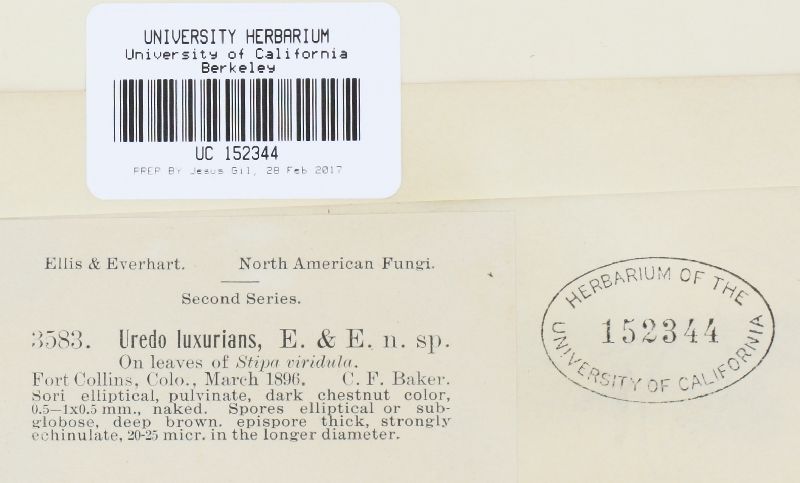 UNIVERSITY HERBARIUM
University of California
Berkeley
UC 152344
PREP BY Jesus Gil, 28 Feb 2017
Ellis & Everhart. North American Fungi.
Second Series.
3583. Uredo luxurians, E. & E. n. sp.
On leaves of Stipa viridula.
Fort Collins, Colo., March 1896. C. F. Baker.
Sori elliptical, pulvinate, dark chestnut color,
0.5—1x0.5 mm., naked. Spores elliptical or sub-
globose, deep brown. epispore thick, strongly
echinulate, 20-25 micr. in the longer diameter.
HERBARIUM OF THE
152344
UNIVERSITY OF CALIFORNIA